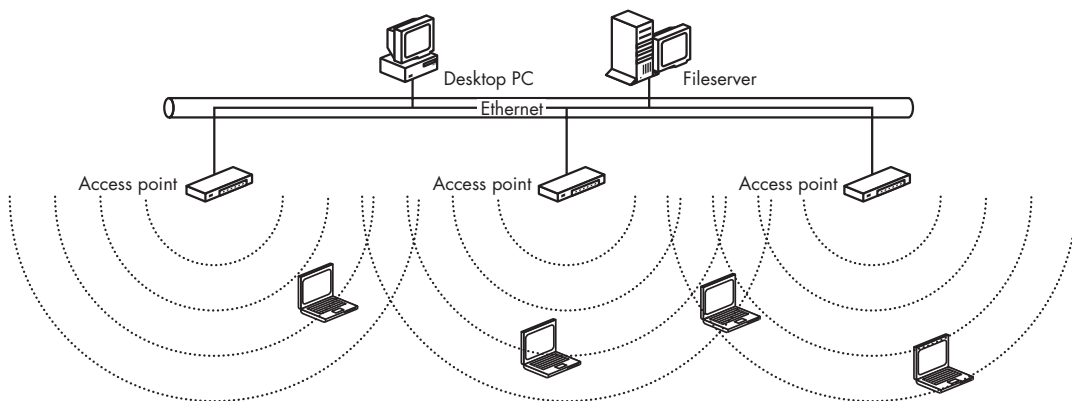 Desktop PC
Fileserver
Ethernet
Access point
Access point
Access point